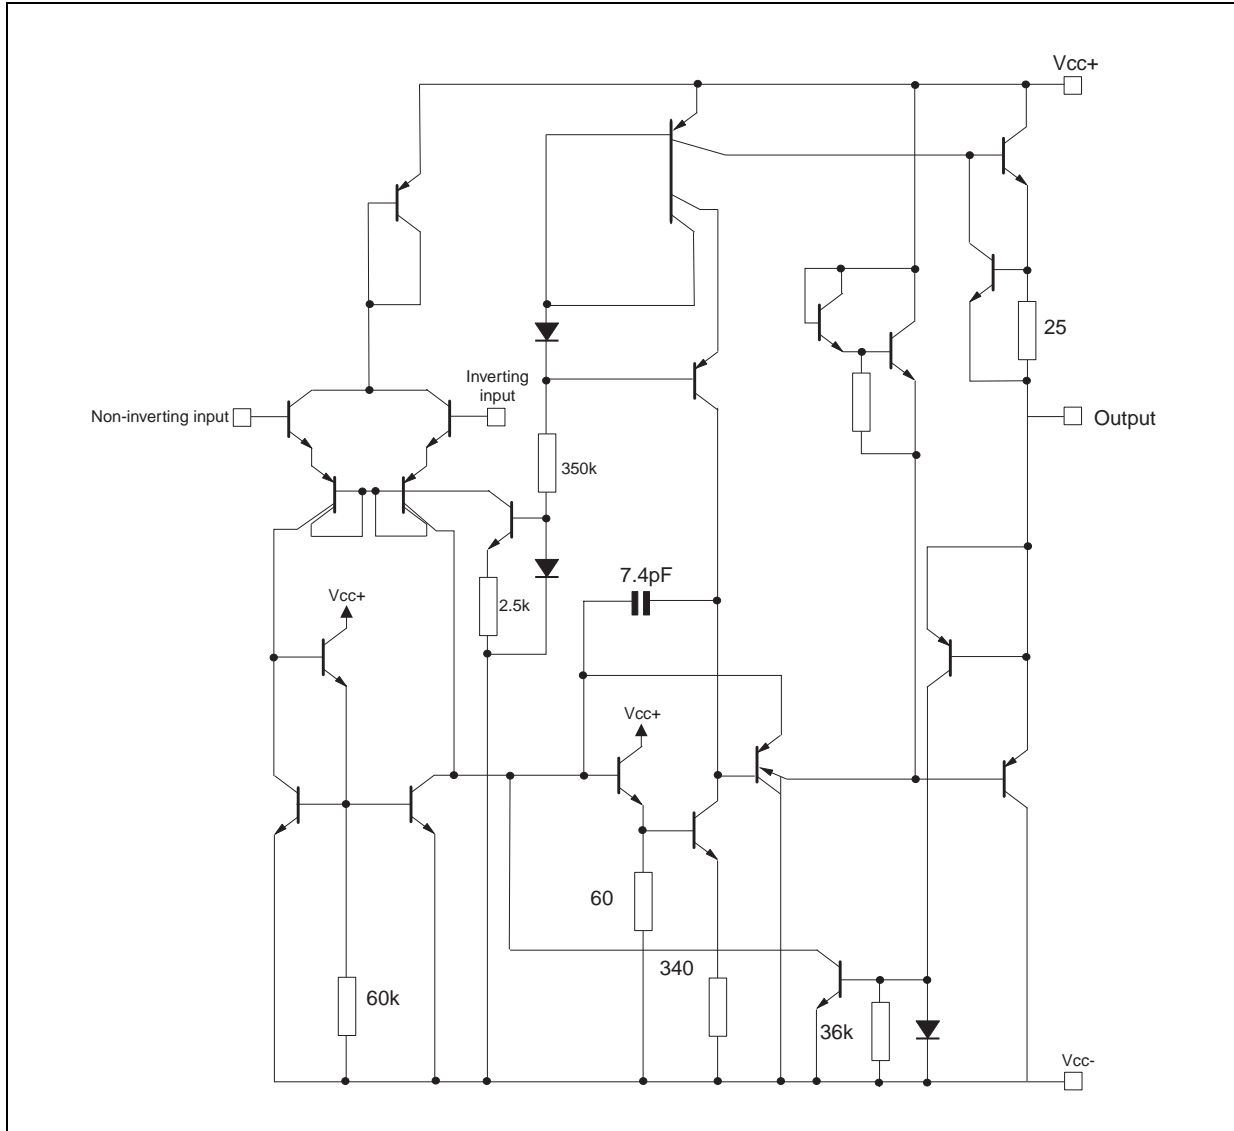 Vcc+
25
Inverting
input
Non-inverting input
Output
350k
7.4pF
2.5k
Vcc+
Vcc+
60
340
60k
36k
Vcc-